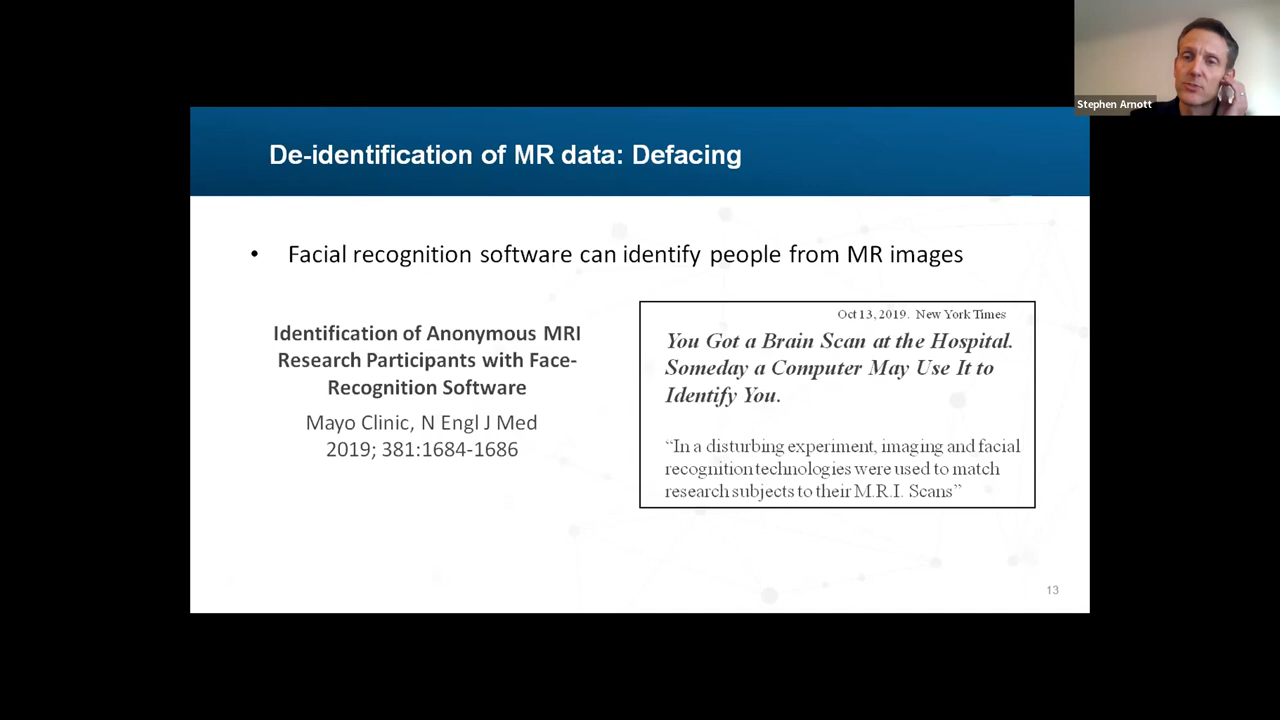 Stephen Arnott
De-identification of MR data: Defacing
• Facial recognition software can identify people from MR images
Identification of Anonymous MRI
Research Participants with Face-
Recognition Software
Mayo Clinic, N Engl J Med
2019; 381:1684-1686
Oct 13, 2019. New York Times
You Got a Brain Scan at the Hospital.
Someday a Computer May Use It to
Identify You.
“In a disturbing experiment, imaging and facial
recognition technologies were used to match
research subjects to their M.R.I. Scans”
13